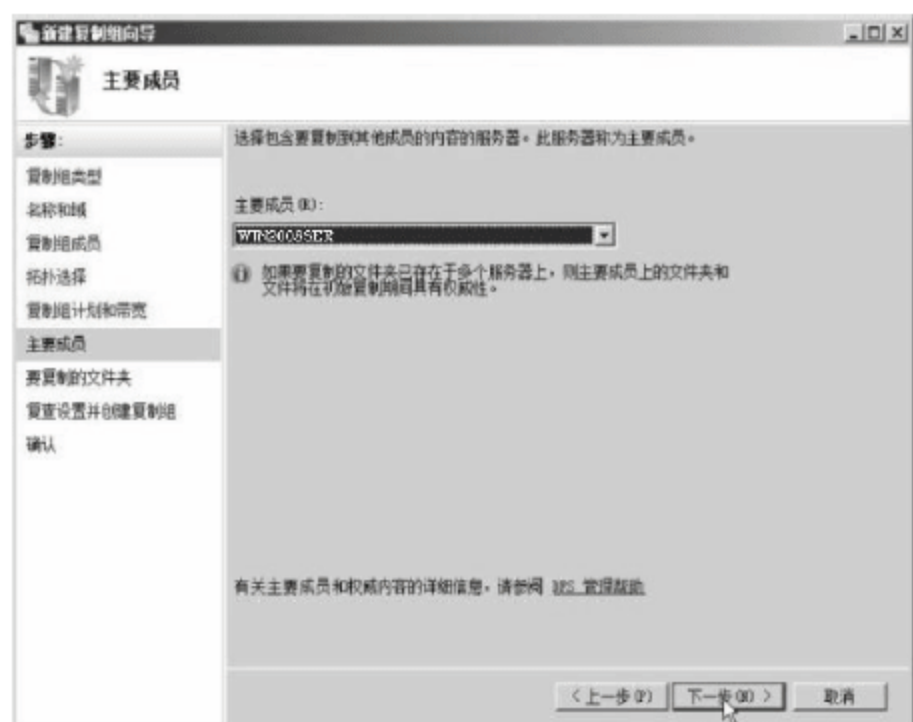 新建复制组向导
主要成员
步骤:
选择包含要复制到其他成员的内容的服务器。此服务器称为主要成员。
复制组类型
名称和域
复制组成员
拓扑选择
复制组计划和带宽
主要成员
要复制的文件夹
复查设置并创建复制组
确认
主要成员(R):
WIN2008SER
如果要复制的文件夹已存在于多个服务器上，则主要成员上的文件夹和
文件将在初始复制期间具有权威性。
有关主要成员和权威内容的详细信息，请参阅 DFS 管理帮助
<上一步(P)
下一步(N) >
取消